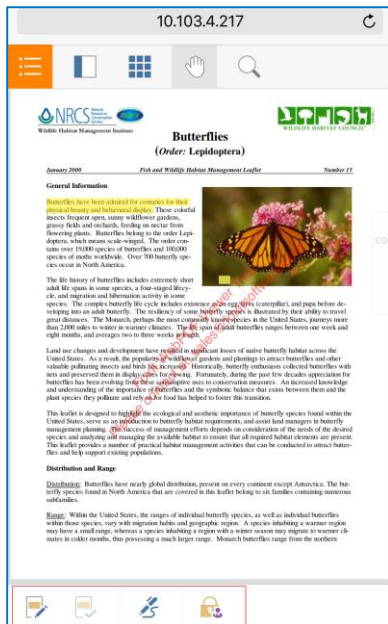 10.103.4.217
NRCS
Natural
Resources
Conservation
Service
Wildlife Habitat Management Institute
WILDLIFE HABITAT COUNCIL
Butterflies
(Order: Lepidoptera)
January 2000 Fish and Wildlife Habitat Management Leaflet Number 15
General Information
Butterflies have been admired for centuries for their
physical beauty and behavioral display. These colorful
insects frequent open, sunny wildflower gardens,
grassy fields and orchards, feeding on nectar from
flowering plants. Butterflies belong to the order Lepi-
doptera, which means scale-winged. The order con-
tains over 19,000 species of butterflies and 100,000
species of moths worldwide. Over 700 butterfly spe-
cies occur in North America.
The life history of butterflies includes extremely short
adult life spans in some species, a four-staged lifecy-
cle, and migration and hibernation activity in some
species. The complex butterfly life cycle includes existence as an egg, larva (caterpillar), and pupa before de-
veloping into an adult butterfly. The resiliency of some butterfly species is illustrated by their ability to travel
great distances. The Monarch, perhaps the most commonly known species in the United States, journeys more
than 2,000 miles to winter in warmer climates. The life span of adult butterflies ranges between one week and
eight months, and averages two to three weeks in length.
Land use changes and development have resulted in significant losses of native butterfly habitat across the
United States. As a result, the popularity of wildflower gardens and plantings to attract butterflies and other
valuable pollinating insects and birds has increased. Historically, butterfly enthusiasts collected butterflies with
nets and preserved them in display cases for viewing. Fortunately, during the past few decades appreciation for
butterflies has been evolving from these consumptive uses to conservation measures. An increased knowledge
and understanding of the importance of butterflies and the symbiotic balance that exists between them and the
plant species they pollinate and rely on for food has helped to foster this transition.
This leaflet is designed to highlight the ecological and aesthetic importance of butterfly species found within the
United States, serve as an introduction to butterfly habitat requirements, and assist land managers in butterfly
management planning. The success of management efforts depends on consideration of the needs of the desired
species and analyzing and managing the available habitat to ensure that all required habitat elements are present.
This leaflet provides a number of practical habitat management activities that can be conducted to attract butter-
flies and help support existing populations.
Distribution and Range
Distribution: Butterflies have nearly global distribution, present on every continent except Antarctica. The but-
terfly species found in North America that are covered in this leaflet belong to six families containing numerous
subfamilies.
Range: Within the United States, the ranges of individual butterfly species, as well as individual butterflies
within those species, vary with migration habits and geographic region. A species inhabiting a warmer region
may have a small range, whereas a species inhabiting a region with a winter season may migrate to warmer cli-
mates in colder months, thus possessing a much larger range. Monarch butterflies range from the northern